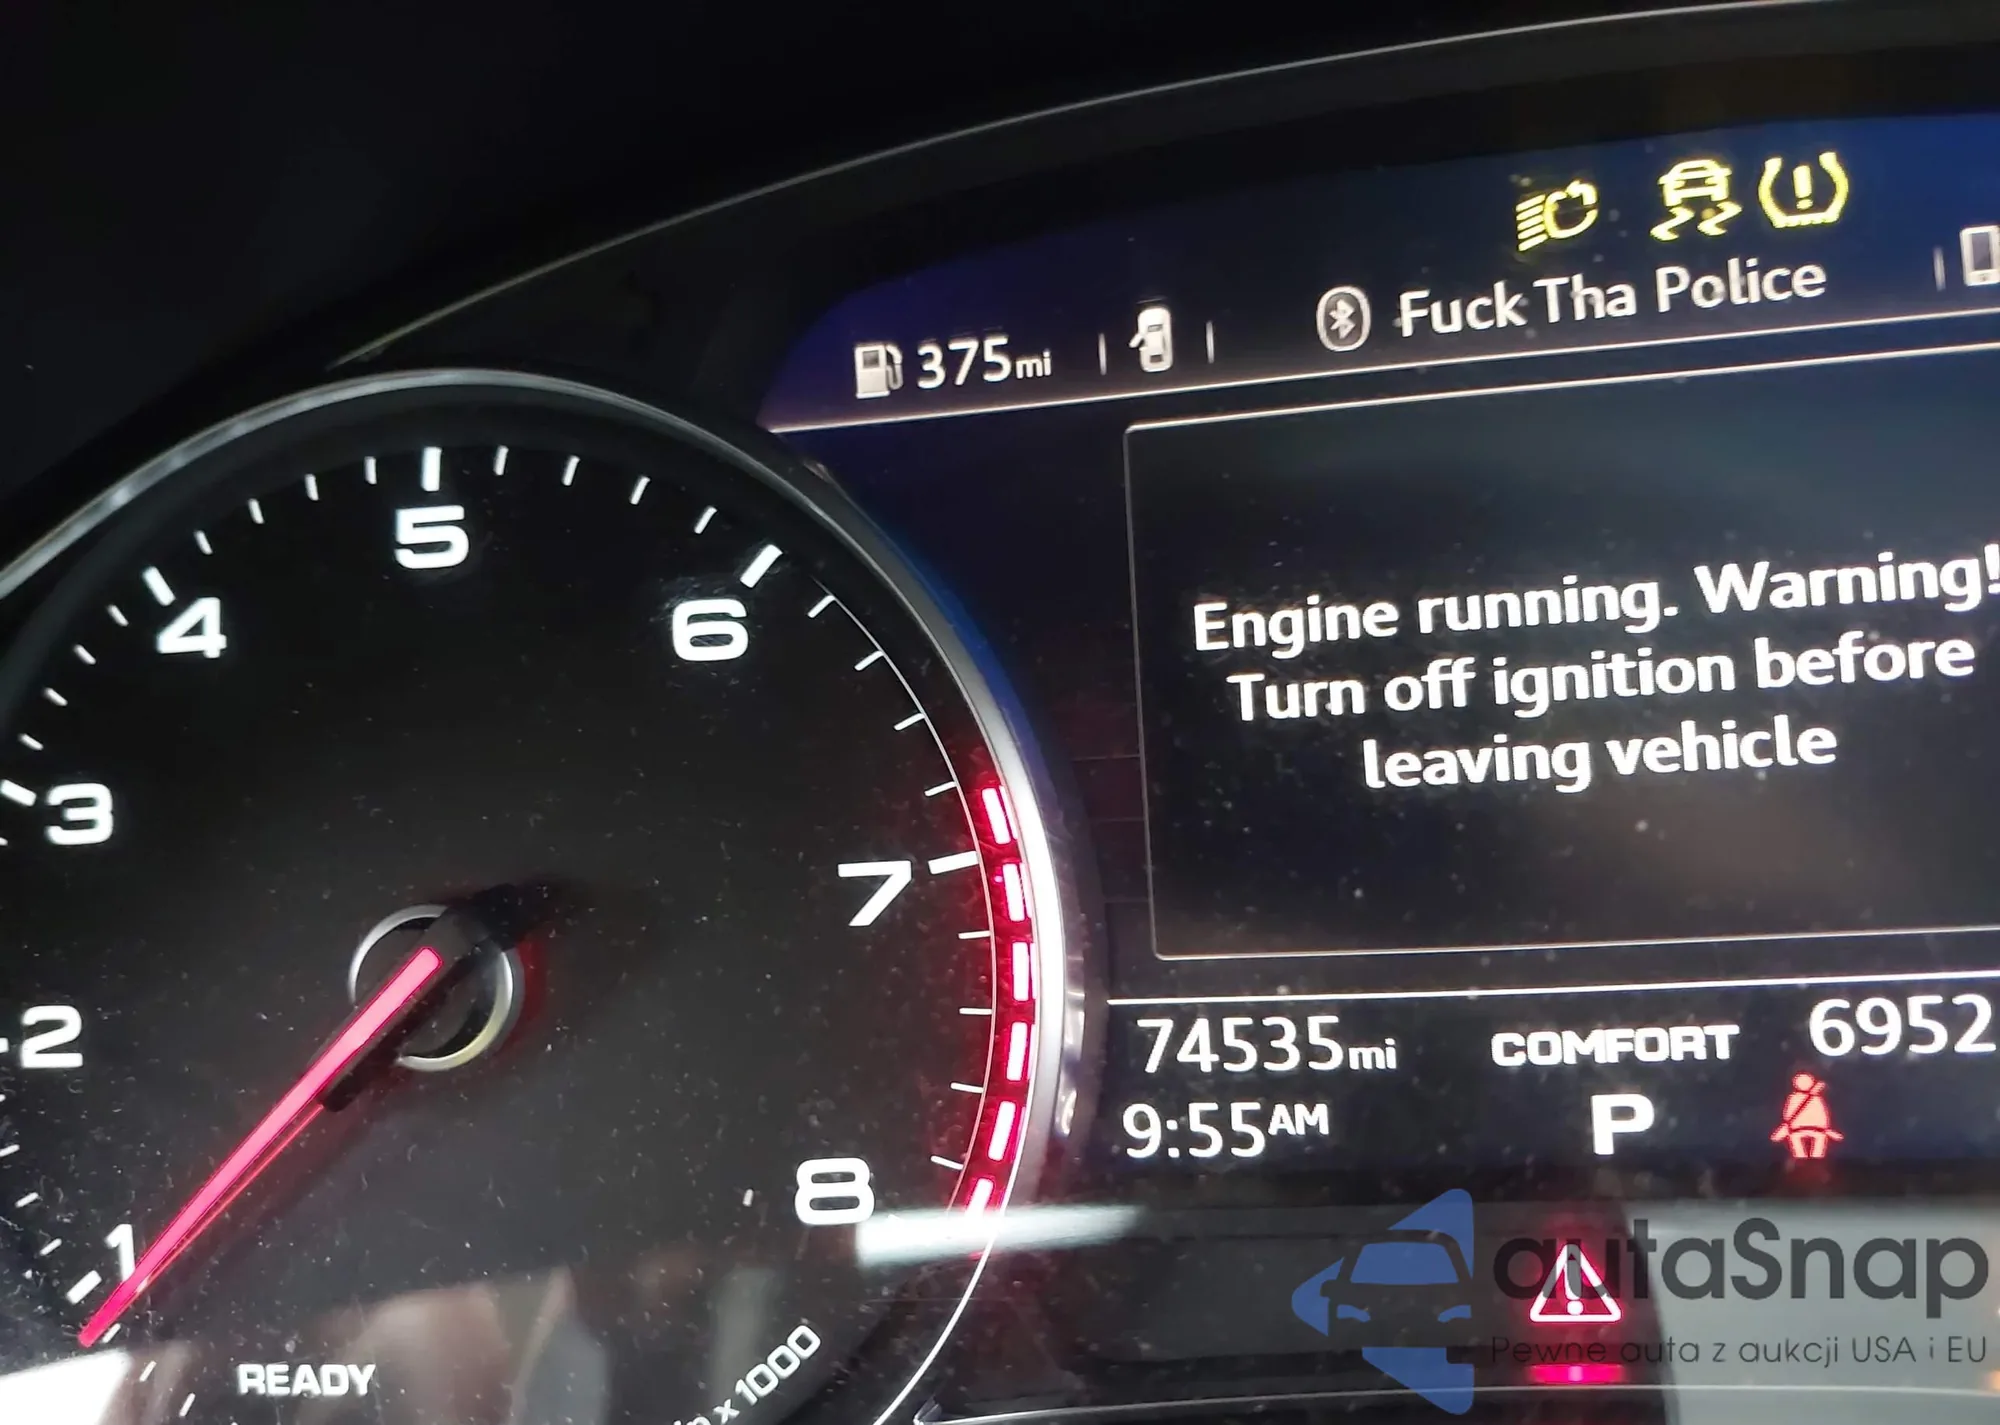 375mi
Fuck Tha Police
Engine running. Warning!
Turn off ignition before
leaving vehicle
74535mi
COMFORT
6952
9:55AM
P
1
2
3
4
5
6
7
8
READY
x 1000
autaSnap
Pewne auta z aukcji USA i EU